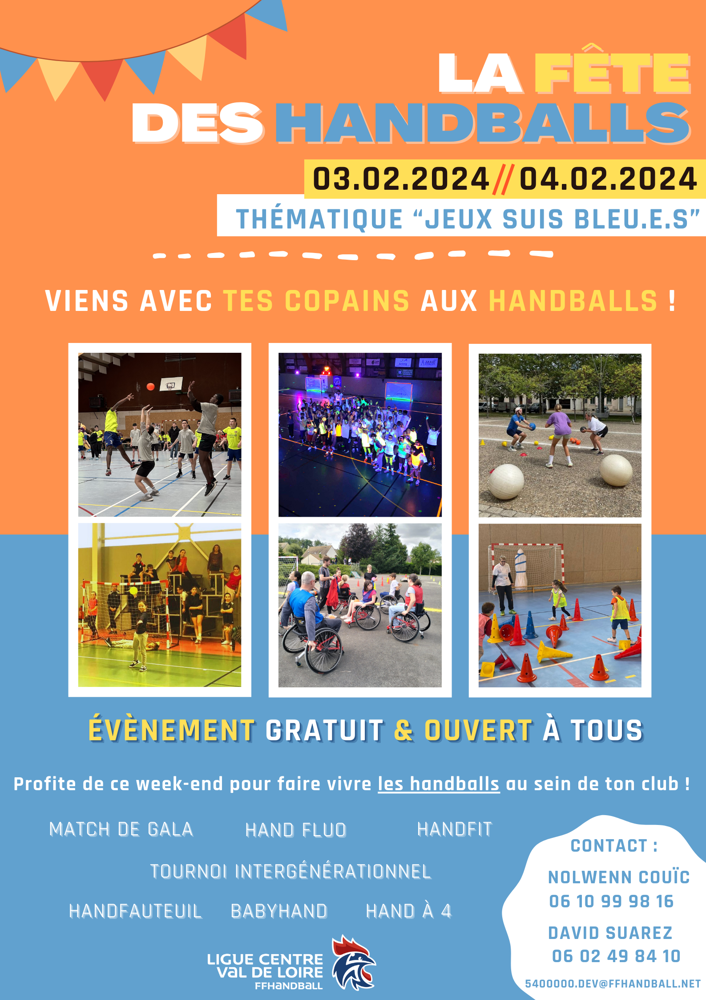 LA FÊTE
DES HANDBALLS
03.02.2024//04.02.2024
THÉMATIQUE “JEUX SUIS BLEU.E.S”
VIENS AVEC TES COPAINS AUX HANDBALLS !
ÉVÈNEMENT GRATUIT & OUVERT À TOUS
Profite de ce week-end pour faire vivre les handballs au sein de ton club !
MATCH DE GALA
HAND FLUO
HANDFIT
TOURNOI INTERGÉNÉRATIONNEL
HANDFAUTEUIL
BABYHAND
HAND À 4
CONTACT :
NOLWENN COUÏC
06 10 99 98 16
DAVID SUAREZ
06 02 49 84 10
5400000.DEV@FFHANDBALL.NET
LIGUE CENTRE
VaL DE LOIRE
FFHaNDBaLL